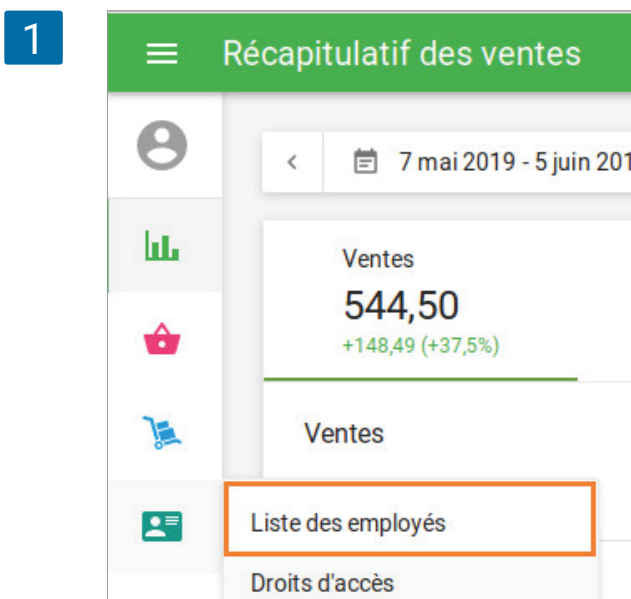 1
Récapitulatif des ventes
7 mai 2019 - 5 juin 201
Ventes
544,50
+148,49 (+37,5%)
Ventes
Liste des employés
Droits d'accès